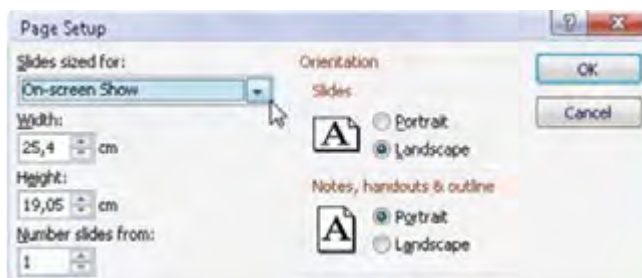 Page Setup
Slides sized for:
On-screen Show
Width:
25,4 cm
Height:
19,05 cm
Number slides from:
1
Orientation
Slides
A
Portrait
Landscape
Notes, handouts & outline
A
Portrait
Landscape
OK
Cancel